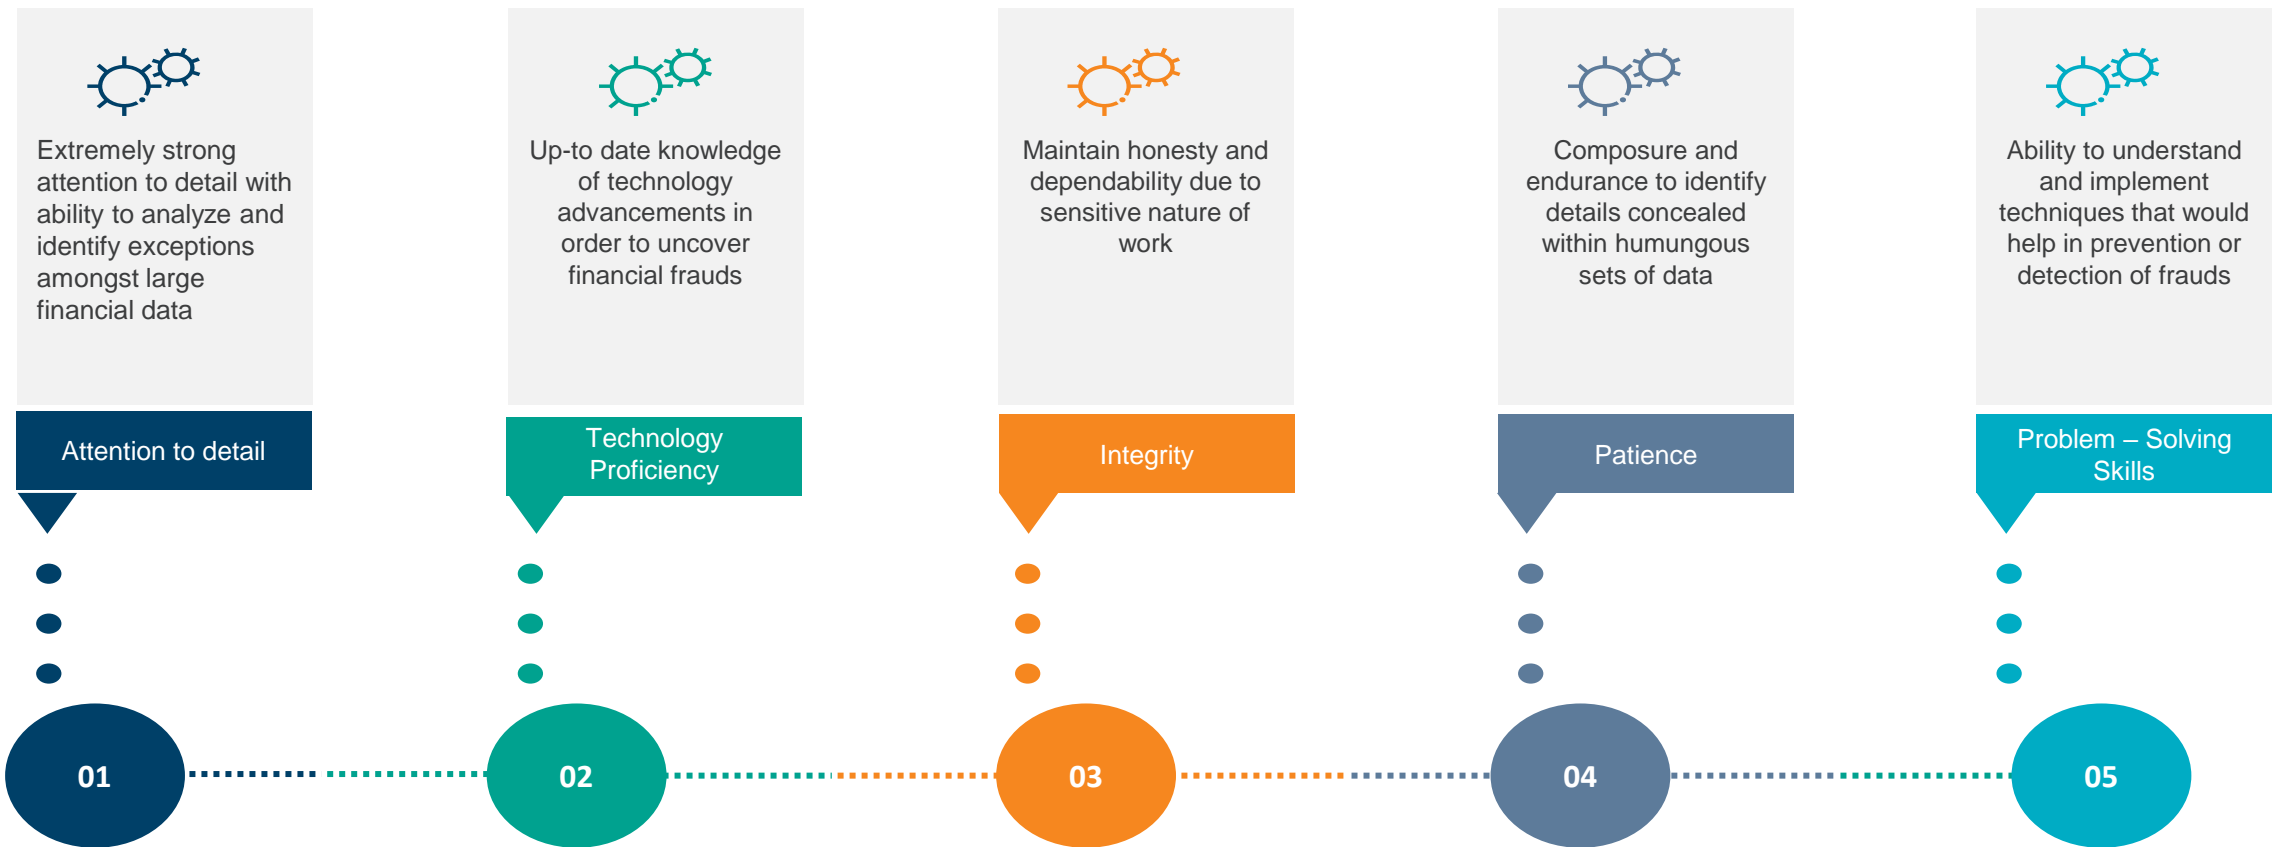 Extremely strong
attention to detail with
ability to analyze and
identify exceptions
amongst large
financial data
Attention to detail
01
Up-to date knowledge
of technology
advancements in
order to uncover
financial frauds
Technology
Proficiency
02
Maintain honesty and
dependability due to
sensitive nature of
work
Integrity
03
Composure and
endurance to identify
details concealed
within humungous
sets of data
Patience
04
Ability to understand
and implement
techniques that would
help in prevention or
detection of frauds
Problem – Solving
Skills
05